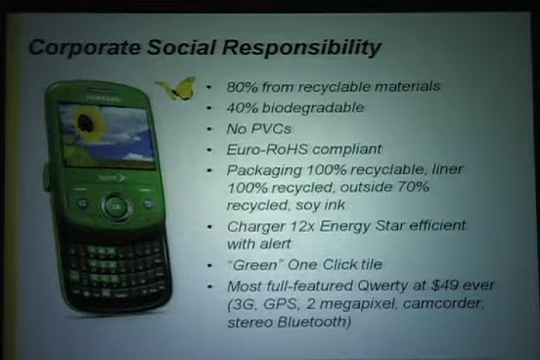 Corporate Social Responsibility
• 80% from recyclable materials
• 40% biodegradable
• No PVCs
• Euro-RoHS compliant
• Packaging 100% recyclable, liner
100% recycled, outside 70%
recycled, soy ink
• Charger 12x Energy Star efficient
with alert
• "Green" One Click tile
• Most full-featured Qwerty at $49 ever
(3G, GPS, 2 megapixel, camcorder,
stereo Bluetooth)
SAMSUNG
Sprint
OK